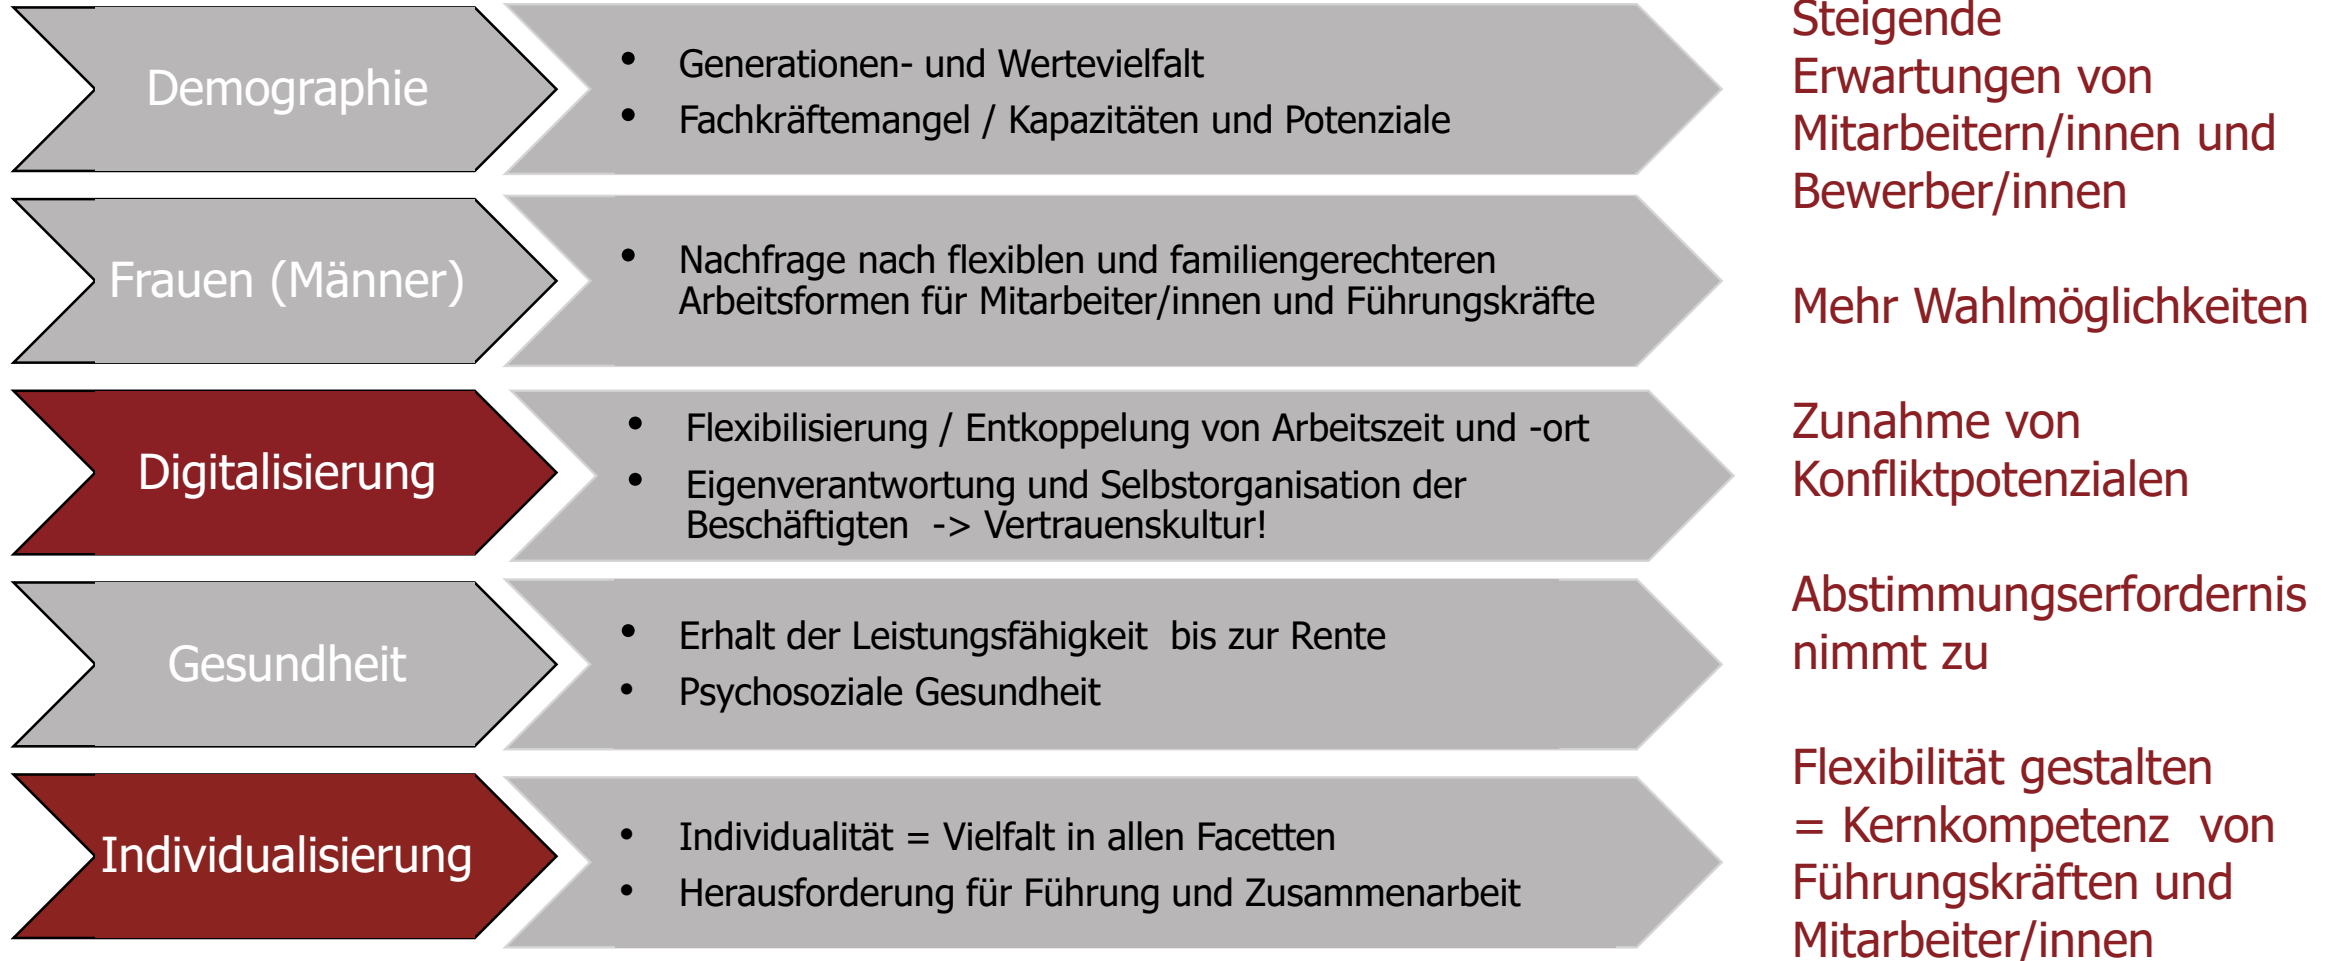 Demographie
• Generationen- und Wertevielfalt
• Fachkräftemangel / Kapazitäten und Potenziale
Frauen (Männer)
• Nachfrage nach flexiblen und familiengerechteren
Arbeitsformen für Mitarbeiter/innen und Führungskräfte
Digitalisierung
• Flexibilisierung / Entkoppelung von Arbeitszeit und -ort
• Eigenverantwortung und Selbstorganisation der
Beschäftigten -> Vertrauenskultur!
Gesundheit
• Erhalt der Leistungsfähigkeit bis zur Rente
• Psychosoziale Gesundheit
Individualisierung
• Individualität = Vielfalt in allen Facetten
• Herausforderung für Führung und Zusammenarbeit
Steigende
Erwartungen von
Mitarbeitern/innen und
Bewerber/innen
Mehr Wahlmöglichkeiten
Zunahme von
Konfliktpotenzialen
Abstimmungserfordernis
nimmt zu
Flexibilität gestalten
= Kernkompetenz von
Führungskräften und
Mitarbeiter/innen